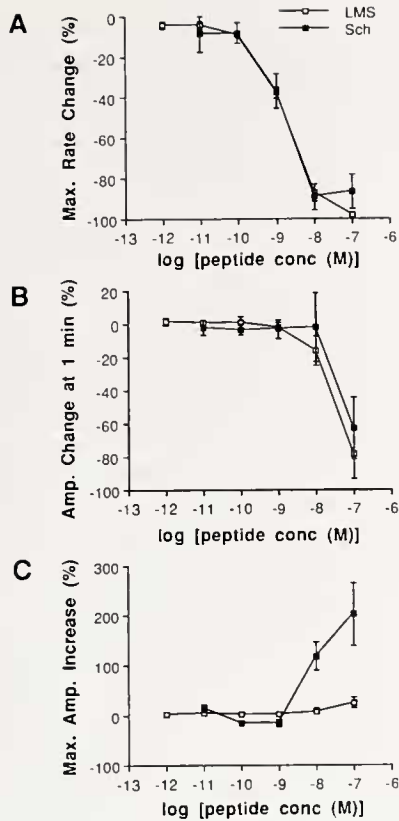 A
LMS
Sch
Max. Rate Change (%)
0
-20
-40
-60
-80
-100
-13 -12 -11 -10 -9 -8 -7 -6
log [peptide conc (M)]
B
Amp. Change at 1 min (%)
20
0
-20
-40
-60
-80
-100
-13 -12 -11 -10 -9 -8 -7 -6
log [peptide conc (M)]
C
Max. Amp. Increase (%)
300
200
100
0
-100
-13 -12 -11 -10 -9 -8 -7 -6
log [peptide conc (M)]